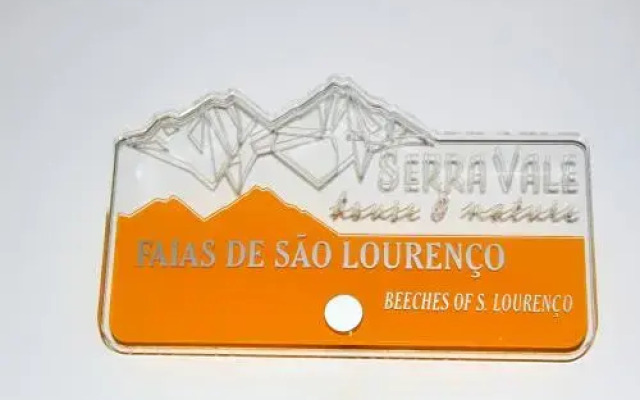 SERRA VALE
house & nature
FAIAS DE SÃO LOURENÇO
BEECHES OF S. LOURENÇO